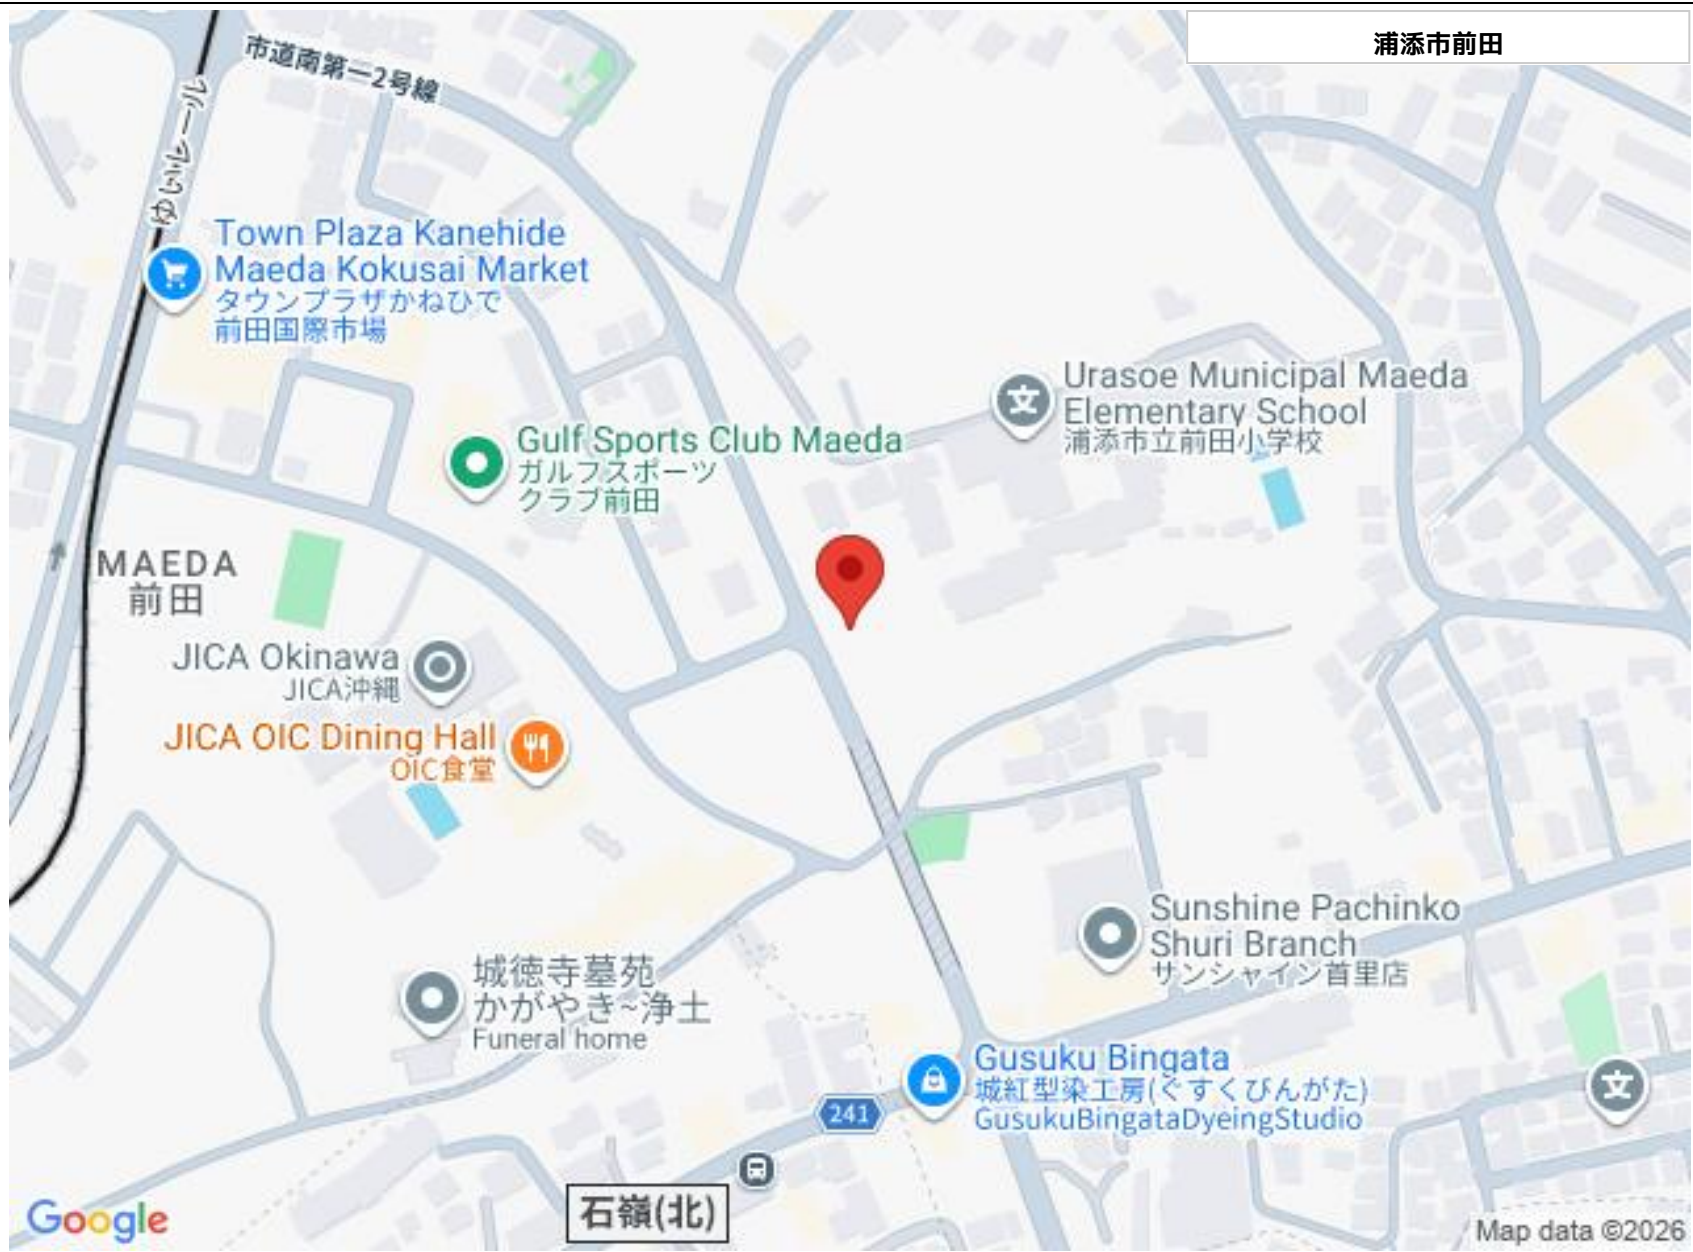 浦添市前田
市道南第一2号線
ゆいレール
Town Plaza Kanehide
Maeda Kokusai Market
タウンプラザかねひで
前田国際市場
Urasoe Municipal Maeda
Elementary School
浦添市立前田小学校
Gulf Sports Club Maeda
ガルフスポーツ
クラブ前田
MAEDA
前田
JICA Okinawa
JICA沖縄
JICA OIC Dining Hall
OIC食堂
Sunshine Pachinko
Shuri Branch
サンシャイン首里店
城徳寺墓苑
かがやき~浄土
Funeral home
Gusuku Bingata
城紅型染工房(ぐすくびんがた)
GusukuBingataDyeingStudio
241
文
文
石嶺(北)
Google
Map data ©2026